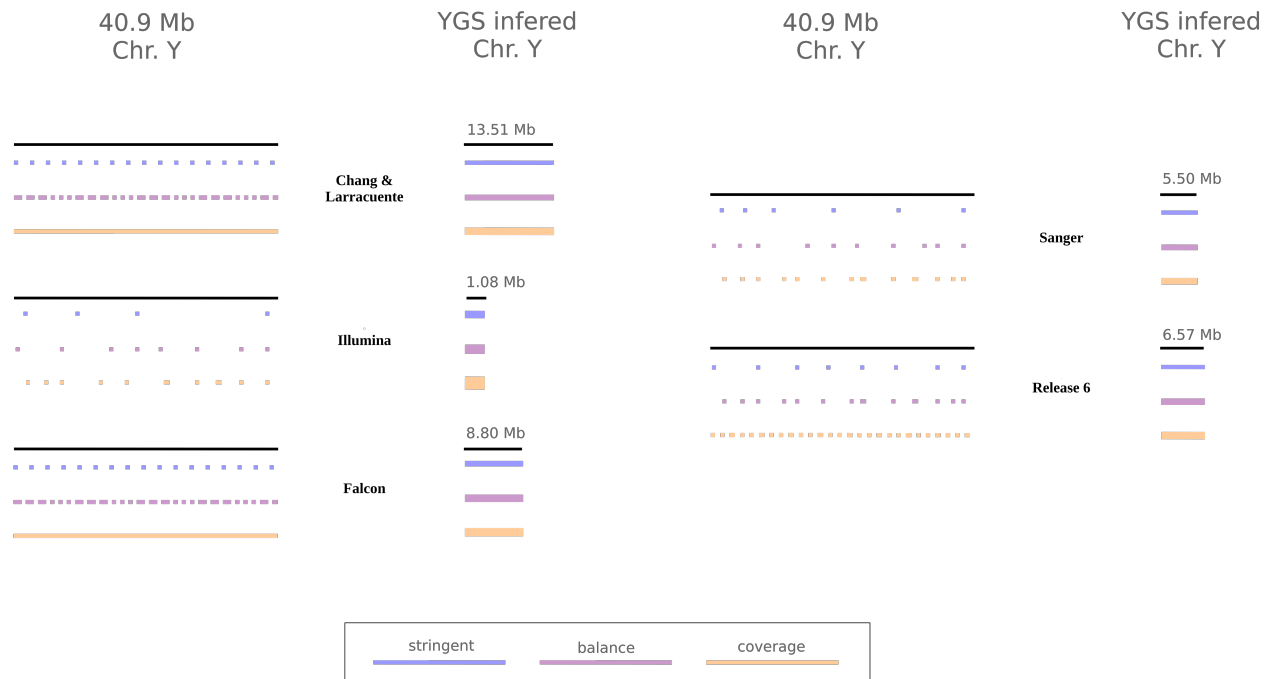 40.9 Mb
Chr. Y
YGS infered
Chr. Y
40.9 Mb
Chr. Y
YGS infered
Chr. Y
13.51 Mb
Chang &
Larracuente
1.08 Mb
Illumina
8.80 Mb
Falcon
5.50 Mb
Sanger
6.57 Mb
Release 6
stringent
balance
coverage